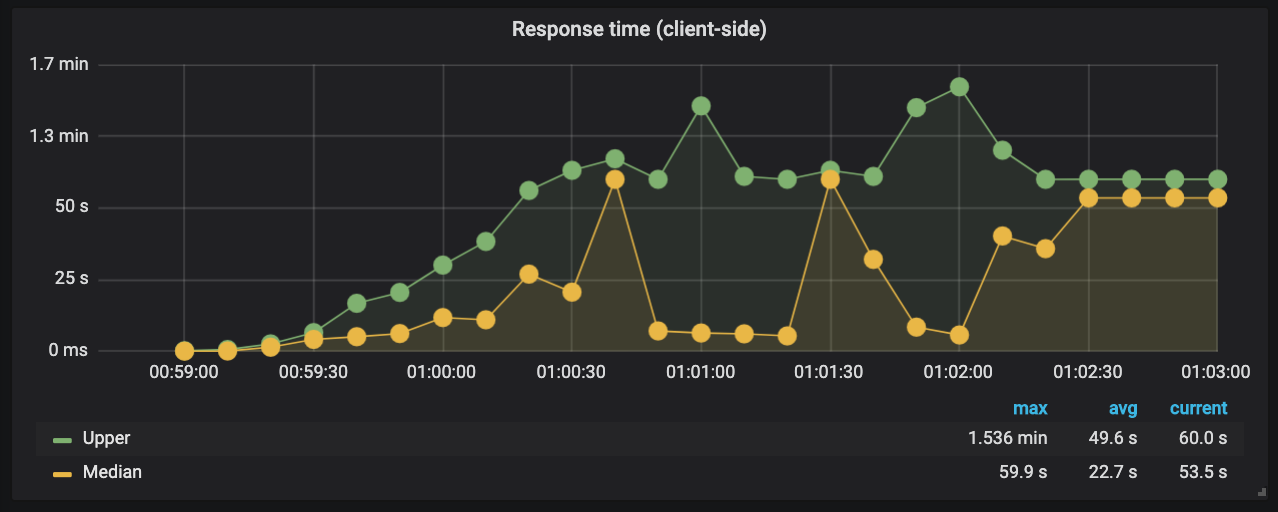 Response time (client-side)
1.7 min
1.3 min
50 s
25 s
0 ms
00:59:00 00:59:30 01:00:00 01:00:30 01:01:00 01:01:30 01:02:00 01:02:30 01:03:00
max avg current
Upper 1.536 min 49.6 s 60.0 s
Median 59.9 s 22.7 s 53.5 s